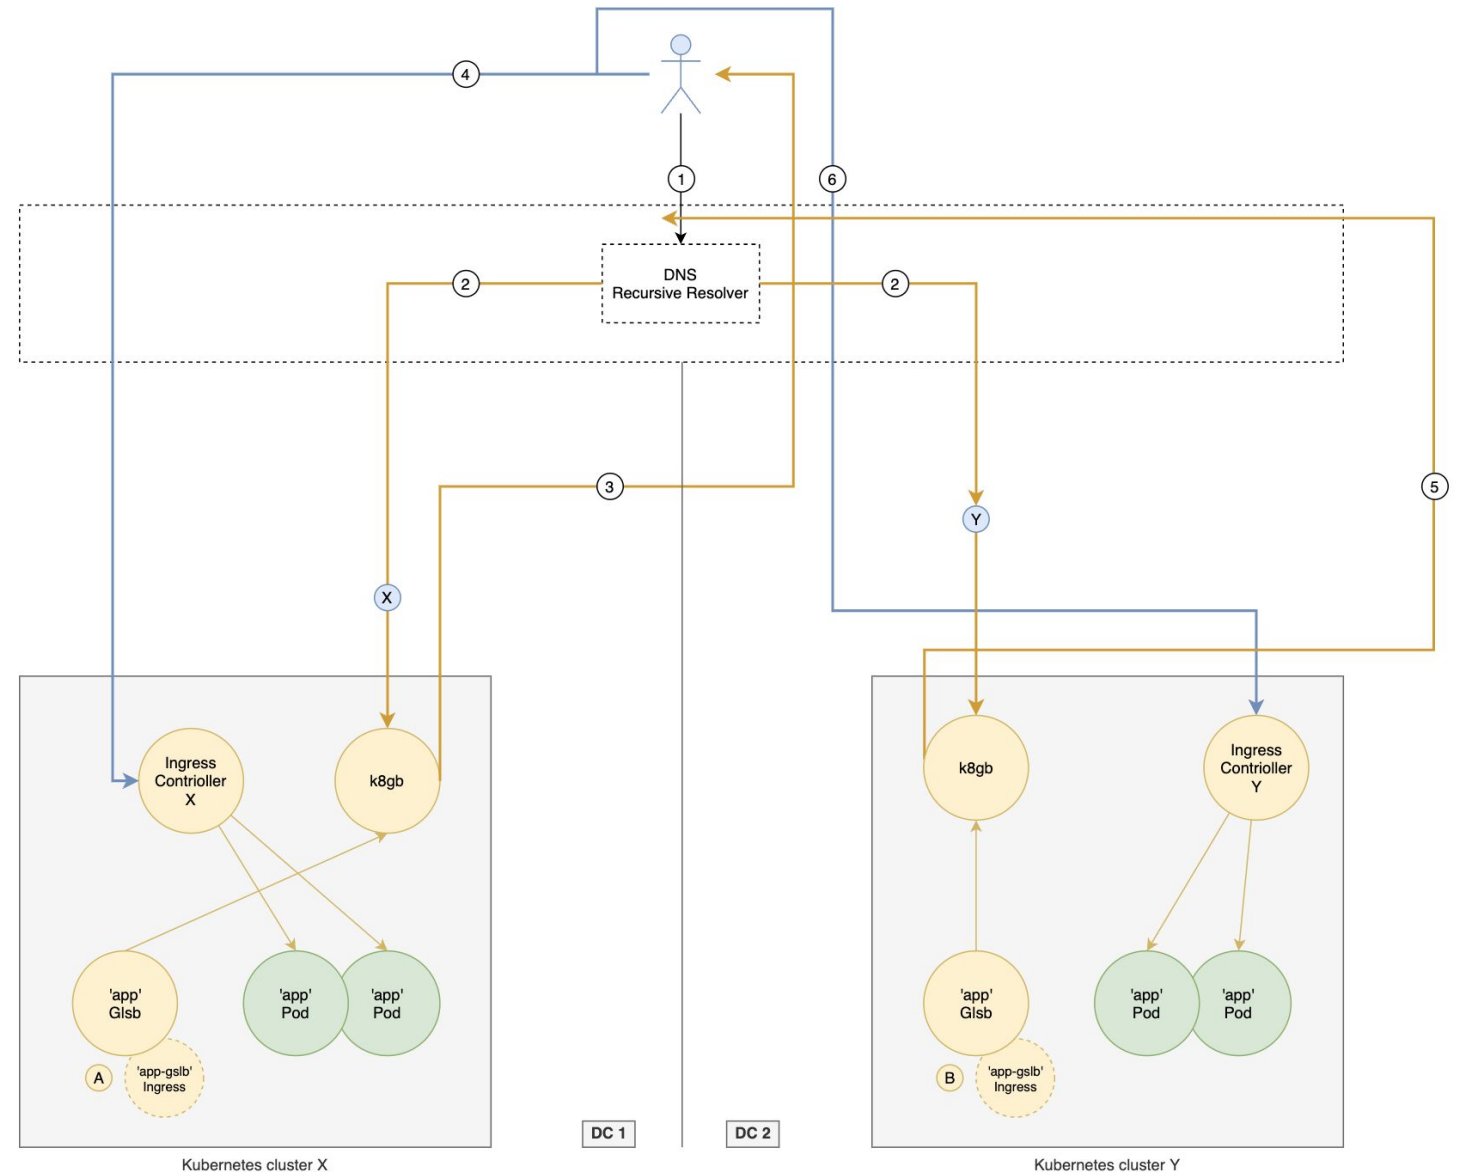 4
1
6
DNS
Recursive Resolver
2
2
3
5
Y
X
Ingress
Contrioller
X
k8gb
k8gb
Ingress
Controller
Y
'app'
Glsb
'app'
Pod
'app'
Pod
'app'
Glsb
'app'
Pod
'app'
Pod
A
'app-gslb'
Ingress
B
'app-gslb'
Ingress
DC 1
DC 2
Kubernetes cluster X
Kubernetes cluster Y